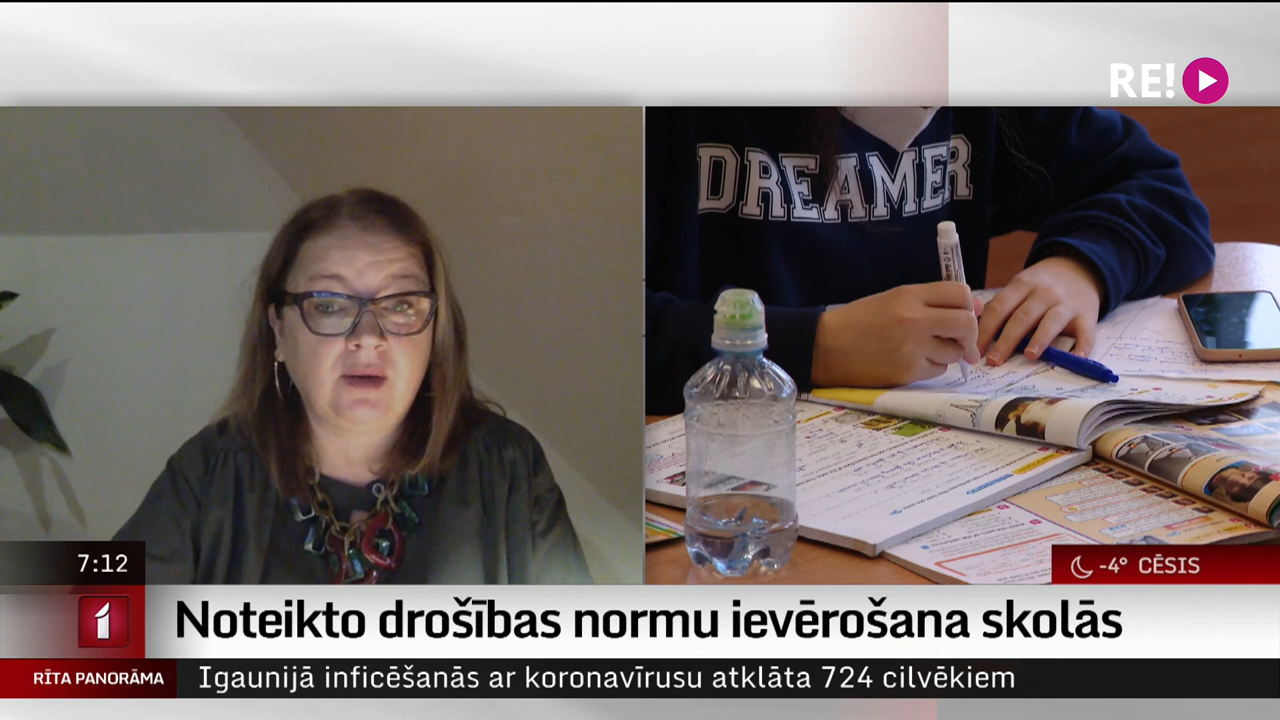 RE!
DREAMER
7:12
-4° CĒSIS
1
Noteikto drošības normu ievērošana skolās
RĪTA PANORĀMA
Igaunijā inficēšanās ar koronavīrusu atklāta 724 cilvēkiem